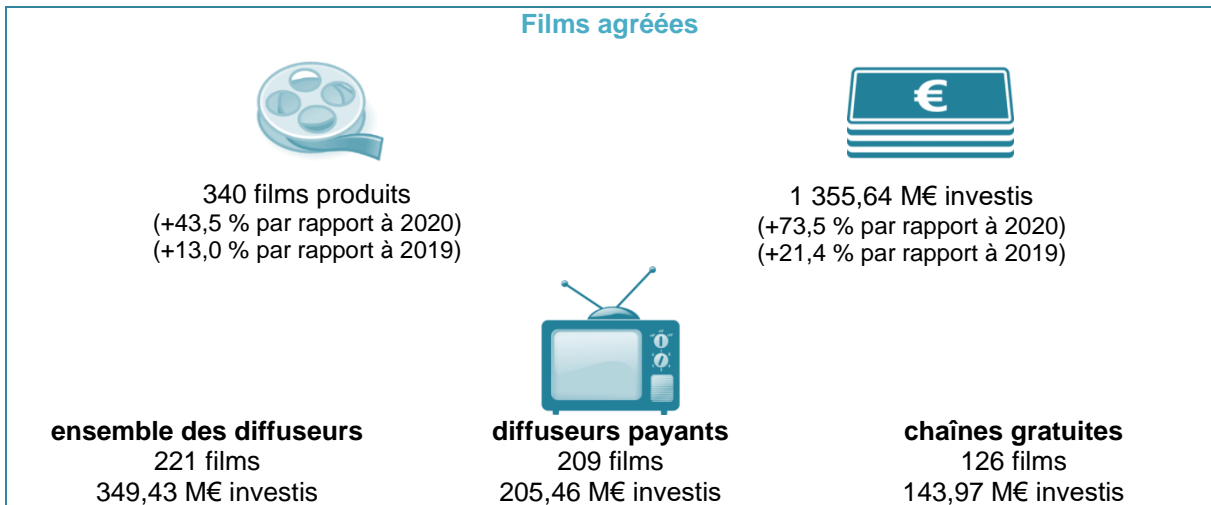 Films agréées
€
340 films produits
(+43,5 % par rapport à 2020)
(+13,0 % par rapport à 2019)
1 355,64 M€ investis
(+73,5 % par rapport à 2020)
(+21,4 % par rapport à 2019)
ensemble des diffuseurs
221 films
349,43 M€ investis
diffuseurs payants
209 films
205,46 M€ investis
chaînes gratuites
126 films
143,97 M€ investis